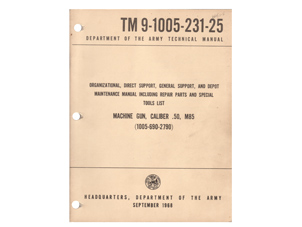 TM 9-1005-231-25
DEPARTMENT OF THE ARMY TECHNICAL MANUAL
ORGANIZATIONAL, DIRECT SUPPORT, GENERAL SUPPORT, AND DEPOT
MAINTENANCE MANUAL INCLUDING REPAIR PARTS AND SPECIAL
TOOLS LIST
MACHINE GUN, CALIBER .50, M85
(1005-690-2790)
HEADQUARTERS, DEPARTMENT OF THE ARMY
SEPTEMBER 1968